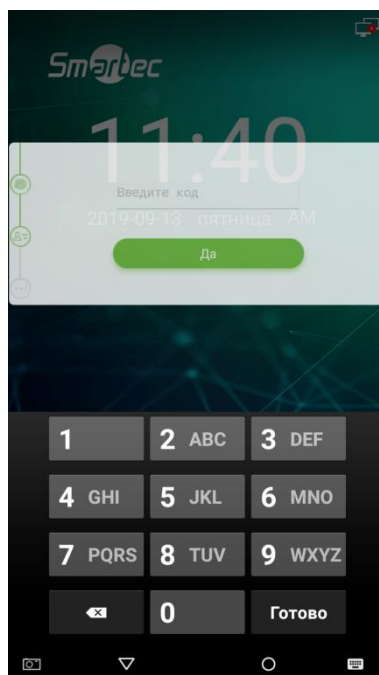 Smartec
11:40
Введите код
2019-09-13 пятница AM
Да
1
2 ABC
3 DEF
4 GHI
5 JKL
6 MNO
7 PQRS
8 TUV
9 WXYZ
0
Готово